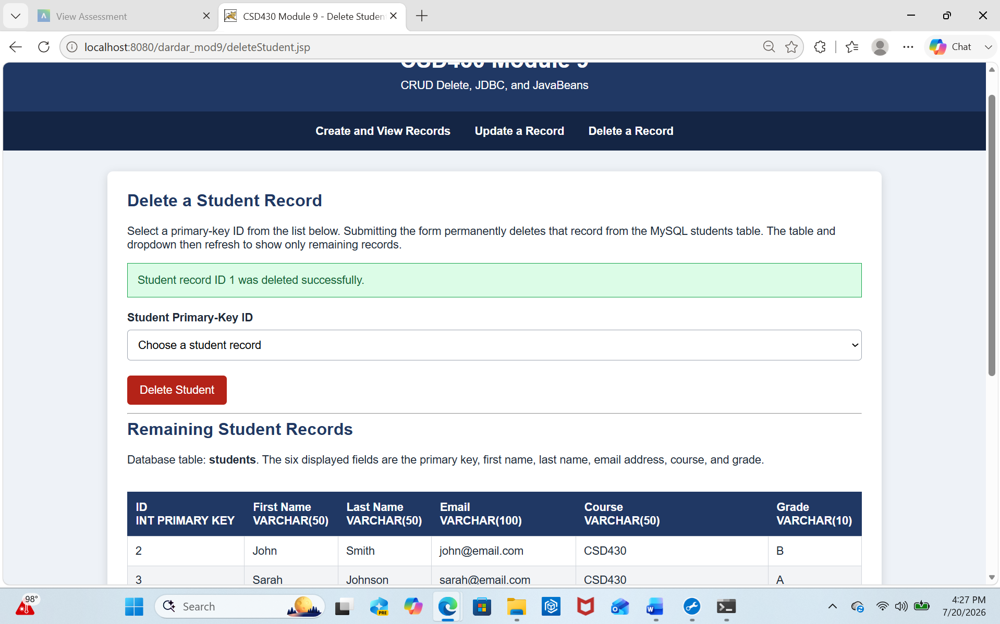 View Assessment
CSD430 Module 9 - Delete Studen
localhost:8080/dardar_mod9/deleteStudent.jsp
Chat
CSD430 Module 9
CRUD Delete, JDBC, and JavaBeans
Create and View Records Update a Record Delete a Record
Delete a Student Record
Select a primary-key ID from the list below. Submitting the form permanently deletes that record from the MySQL students table. The table and
dropdown then refresh to show only remaining records.
Student record ID 1 was deleted successfully.
Student Primary-Key ID
Choose a student record
Delete Student
Remaining Student Records
Database table: students. The six displayed fields are the primary key, first name, last name, email address, course, and grade.
ID First Name Last Name Email Course Grade
INT PRIMARY KEY VARCHAR(50) VARCHAR(50) VARCHAR(100) VARCHAR(50) VARCHAR(10)
2 John Smith john@email.com CSD430 B
3 Sarah Johnson sarah@email.com CSD430 A
98°
Search
PRE
4:27 PM
7/20/2026